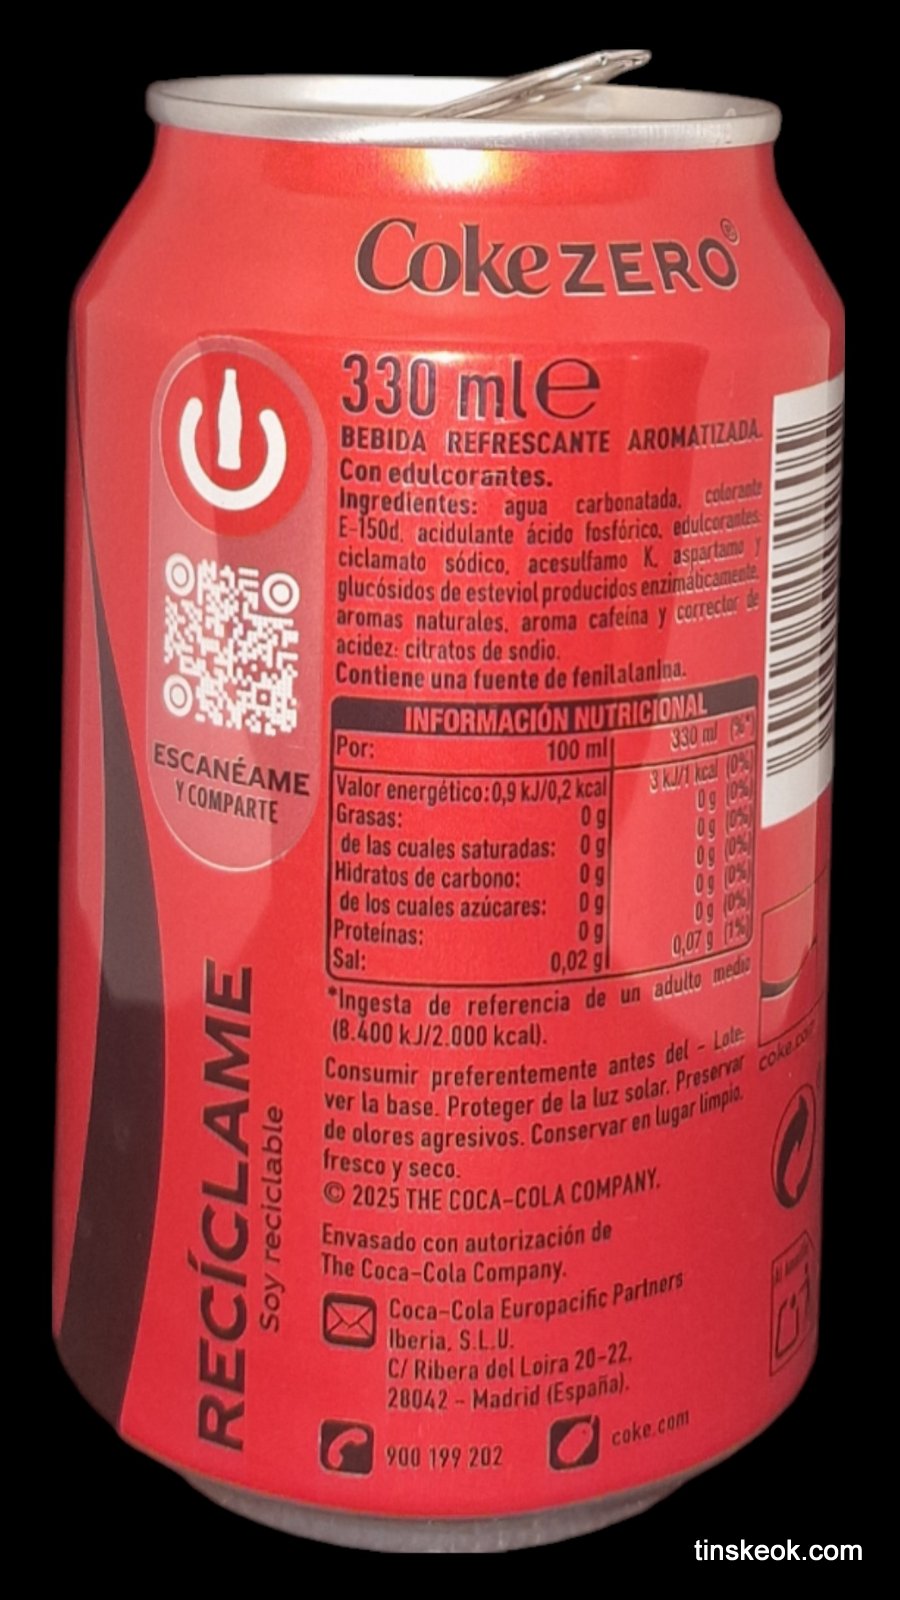 Coke ZERO®
330 ml e
BEBIDA REFRESCANTE AROMATIZADA.
Con edulcorantes.
Ingredientes: agua carbonatada, colorante
E-150d, acidulante ácido fosfórico, edulcorantes:
ciclamato sódico, acesulfamo K, aspartamo y
glucósidos de esteviol producidos enzimáticamente,
aromas naturales, aroma cafeína y corrector de
acidez: citratos de sodio.
Contiene una fuente de fenilalanina.
INFORMACIÓN NUTRICIONAL
Por: 100 ml 330 ml (%*)
Valor energético: 0,9 kJ/0,2 kcal 3 kJ/1 kcal (0%)
Grasas: 0 g 0 g (0%)
de las cuales saturadas: 0 g 0 g (0%)
Hidratos de carbono: 0 g 0 g (0%)
de los cuales azúcares: 0 g 0 g (0%)
Proteínas: 0 g 0 g (0%)
Sal: 0,02 g 0,07 g (1%)
*Ingesta de referencia de un adulto medio
(8.400 kJ/2.000 kcal).
Consumir preferentemente antes del - Lote:
ver la base. Proteger de la luz solar. Preservar
de olores agresivos. Conservar en lugar limpio,
fresco y seco.
© 2025 THE COCA-COLA COMPANY.
Envasado con autorización de
The Coca-Cola Company.
Coca-Cola Europacific Partners
Iberia, S.L.U.
C/ Ribera del Loira 20-22.
28042 - Madrid (España).
900 199 202
coke.com
ESCANÉAME
Y COMPARTE
RECÍCLAME
Soy reciclable
coke.com
Al amarillo
tinskeok.com